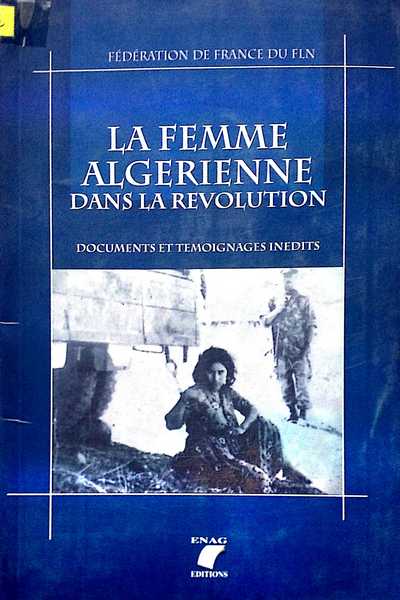 FÉDÉRATION DE FRANCE DU FLN
LA FEMME
ALGERIENNE
DANS LA REVOLUTION
DOCUMENTS ET TEMOIGNAGES INEDITS
ENAG
EDITIONS